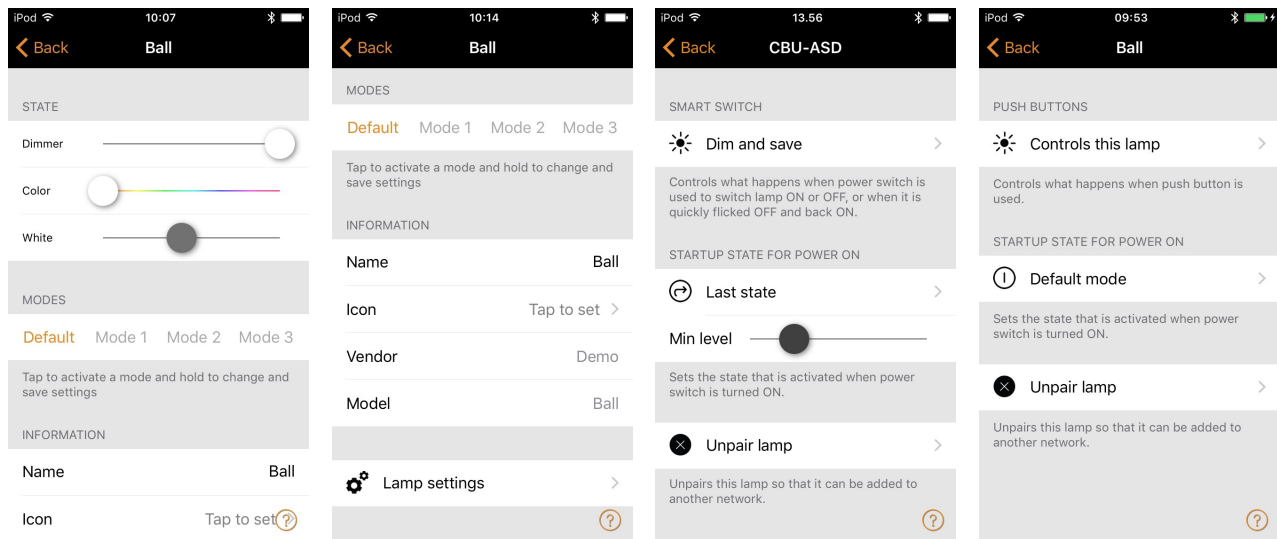 iPod 10:07
Back Ball
STATE
Dimmer
Color
White
MODES
Default Mode 1 Mode 2 Mode 3
Tap to activate a mode and hold to change and
save settings
INFORMATION
Name Ball
Icon Tap to set ?
iPod 10:14
Back Ball
MODES
Default Mode 1 Mode 2 Mode 3
Tap to activate a mode and hold to change and
save settings
INFORMATION
Name Ball
Icon Tap to set
Vendor Demo
Model Ball
Lamp settings
?
iPod 13.56
Back CBU-ASD
SMART SWITCH
Dim and save
Controls what happens when power switch is
used to switch lamp ON or OFF, or when it is
quickly flicked OFF and back ON.
STARTUP STATE FOR POWER ON
Last state
Min level
Sets the state that is activated when power
switch is turned ON.
Unpair lamp
Unpairs this lamp so that it can be added to
another network.
?
iPod 09:53
Back Ball
PUSH BUTTONS
Controls this lamp
Controls what happens when push button is
used.
STARTUP STATE FOR POWER ON
Default mode
Sets the state that is activated when power
switch is turned ON.
Unpair lamp
Unpairs this lamp so that it can be added to
another network.
?